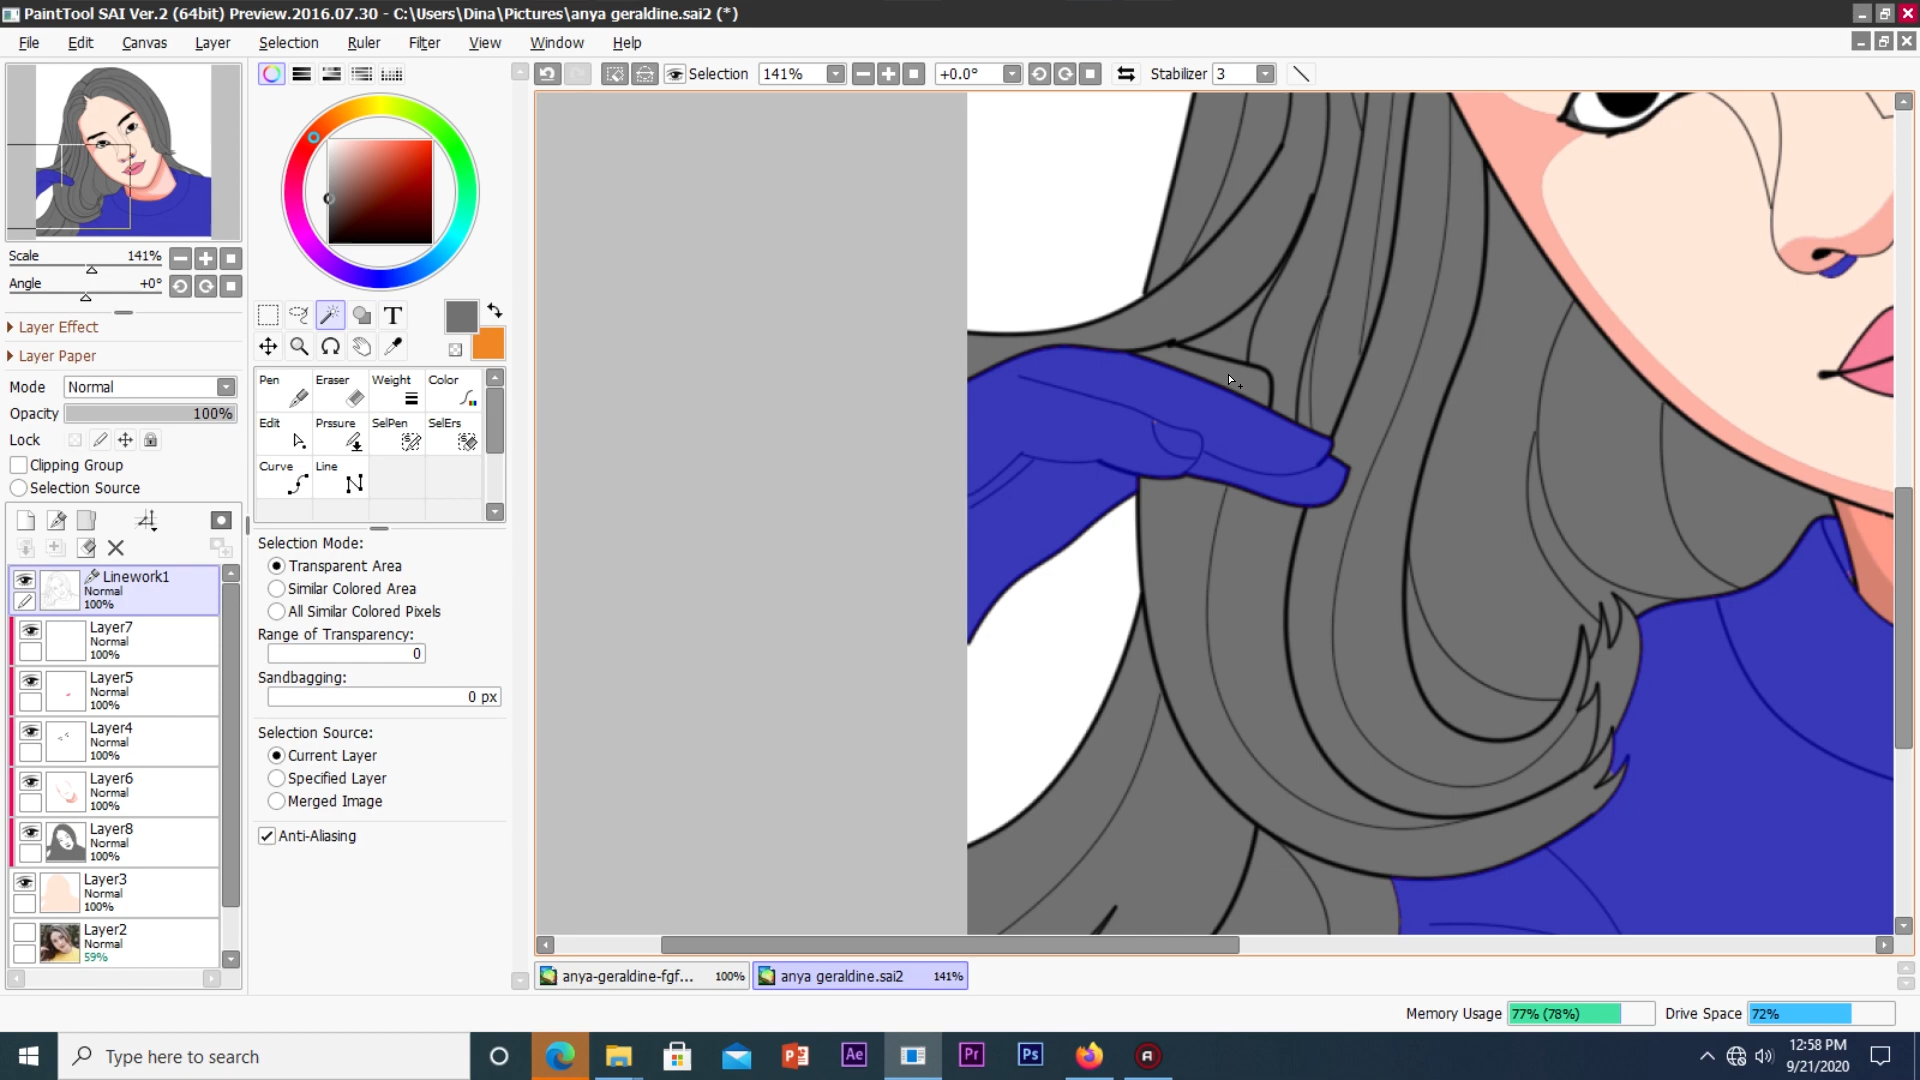 PaintTool SAI Ver.2 (64bit) Preview.2016.07.30 - C:\Users\Dina\Pictures\anya geraldine.sai2 (*)
File Edit Canvas Layer Selection Ruler Filter View Window Help
Selection 141% +0.0° Stabilizer 3
Scale 141%
Angle +0°
Layer Effect
Layer Paper
Mode Normal
Opacity 100%
Lock
Clipping Group
Selection Source
Linework1
Normal
100%
Layer7
Normal
100%
Layer5
Normal
100%
Layer4
Normal
100%
Layer6
Normal
100%
Layer8
Normal
100%
Layer3
Normal
100%
Layer2
Normal
59%
T
Pen Eraser Weight Color
Edit Prssure SelPen SelErs
Curve Line
Selection Mode:
Transparent Area
Similar Colored Area
All Similar Colored Pixels
Range of Transparency:
0
Sandbagging:
0 px
Selection Source:
Current Layer
Specified Layer
Merged Image
Anti-Aliasing
anya-geraldine-fgf... 100% anya geraldine.sai2 141%
Memory Usage 77% (78%) Drive Space 72%
Type here to search
Ae
Pr
Ps
12:58 PM
9/21/2020